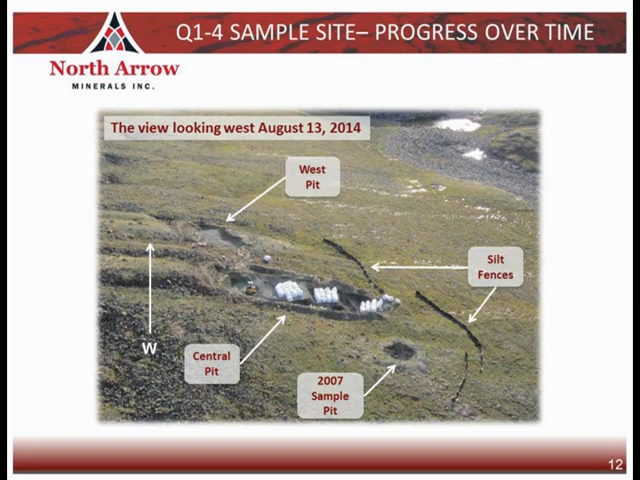 Q1-4 SAMPLE SITE– PROGRESS OVER TIME
North Arrow
MINERALS INC.
The view looking west August 13, 2014
West
Pit
Silt
Fences
W
Central
Pit
2007
Sample
Pit
12